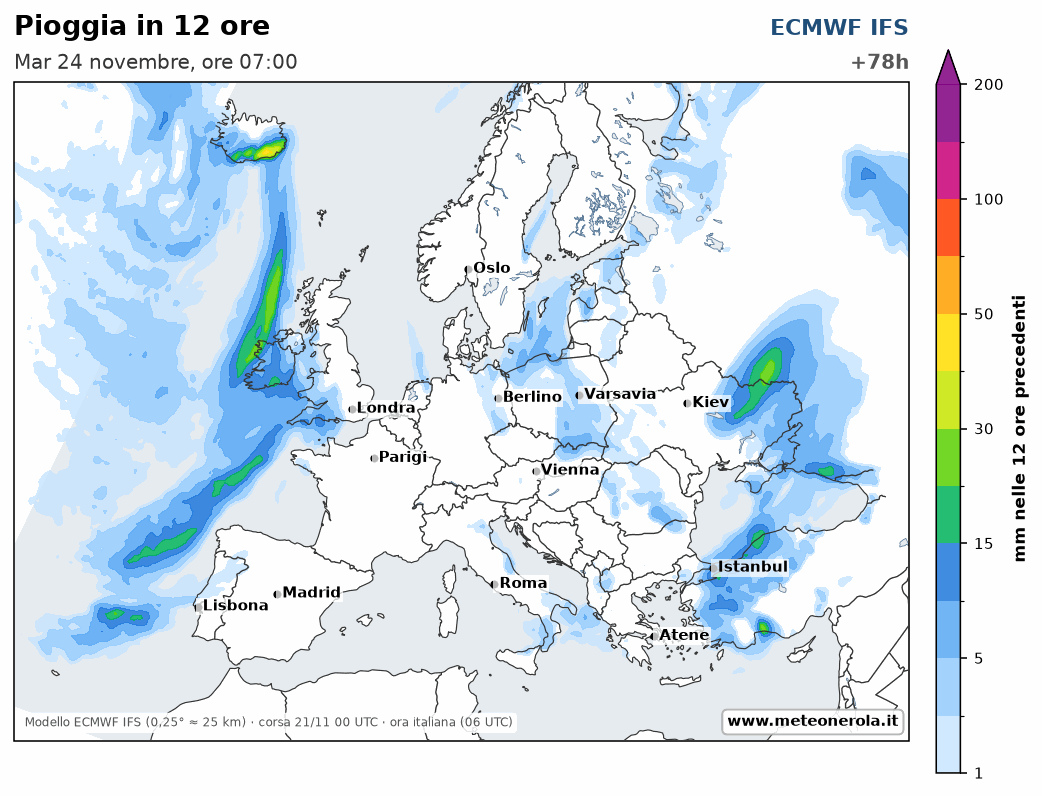 Pioggia in 12 ore
ECMWF IFS
Mar 24 novembre, ore 07:00
+78h
200
100
50
30
15
5
1
mm nelle 12 ore precedenti
Oslo
Berlino
Varsavia
Kiev
Londra
Parigi
Vienna
Istanbul
Roma
Madrid
Lisbona
Atene
Modello ECMWF IFS (0,25° ≈ 25 km) · corsa 21/11 00 UTC · ora italiana (06 UTC)
www.meteonerola.it